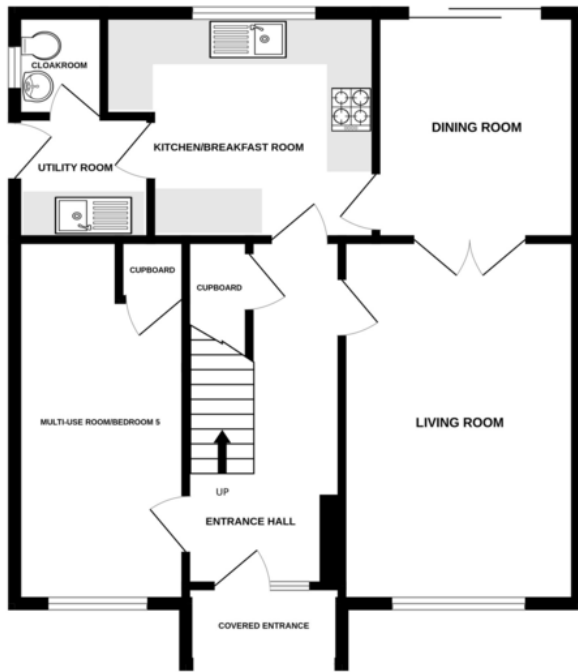 CLOAKROOM
DINING ROOM
KITCHEN/BREAKFAST ROOM
UTILITY ROOM
CUPBOARD
CUPBOARD
MULTI-USE ROOM/BEDROOM 5
LIVING ROOM
UP
ENTRANCE HALL
COVERED ENTRANCE